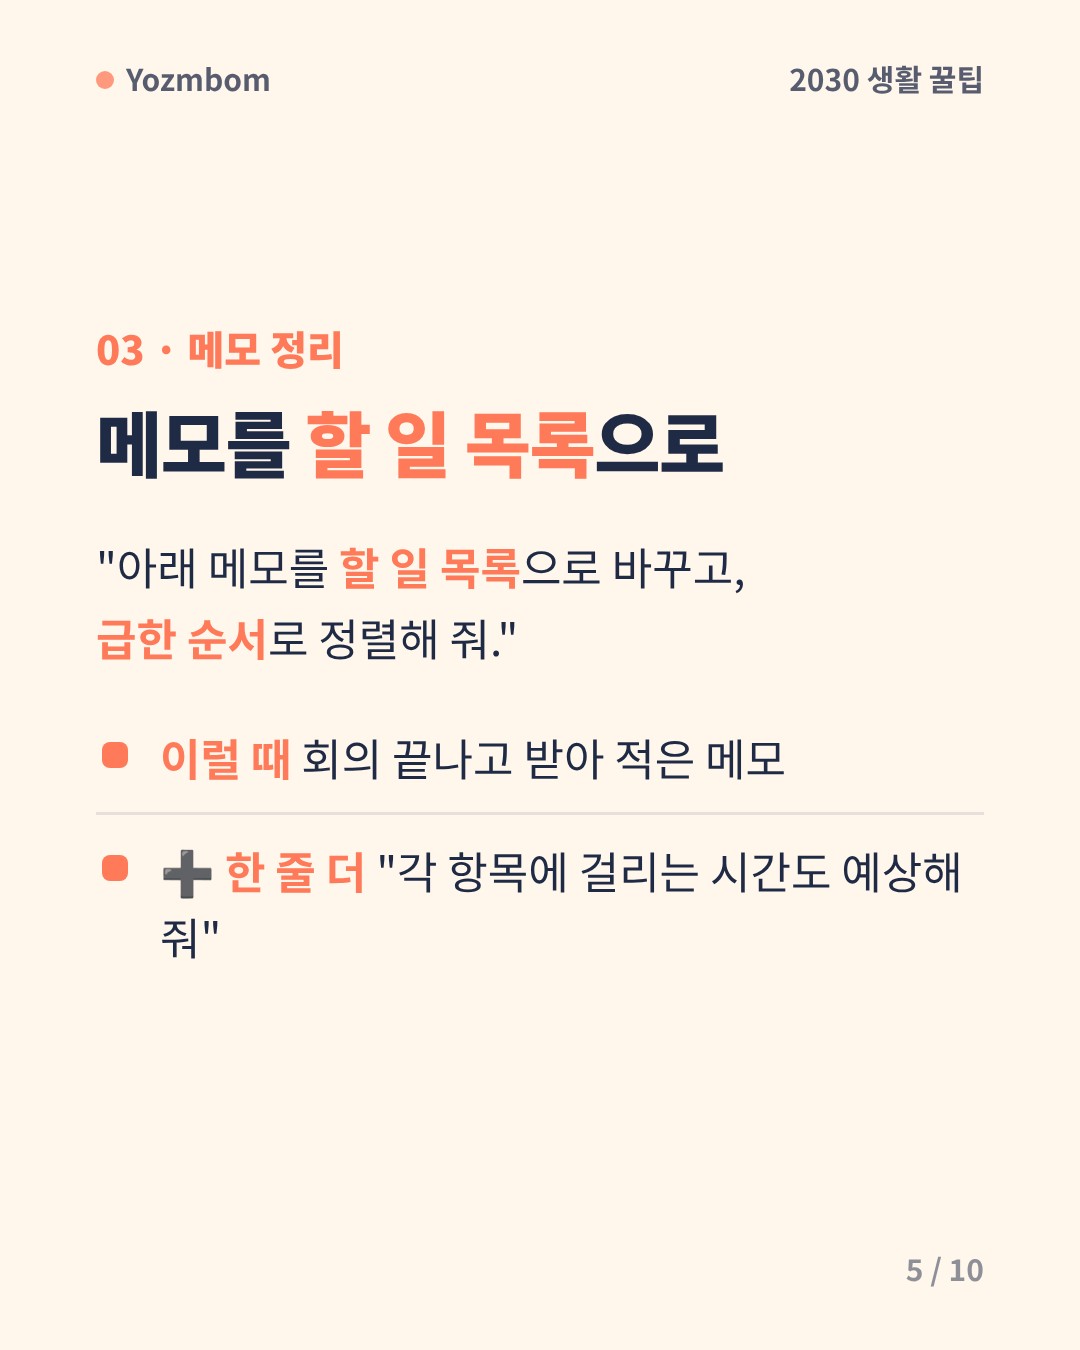 Yozmbom
2030 생활 꿀팁
03 · 메모 정리
메모를 할 일 목록으로
"아래 메모를 할 일 목록으로 바꾸고,
급한 순서로 정렬해 줘."
이럴 때 회의 끝나고 받아 적은 메모
➕ 한 줄 더 "각 항목에 걸리는 시간도 예상해
줘"
5 / 10